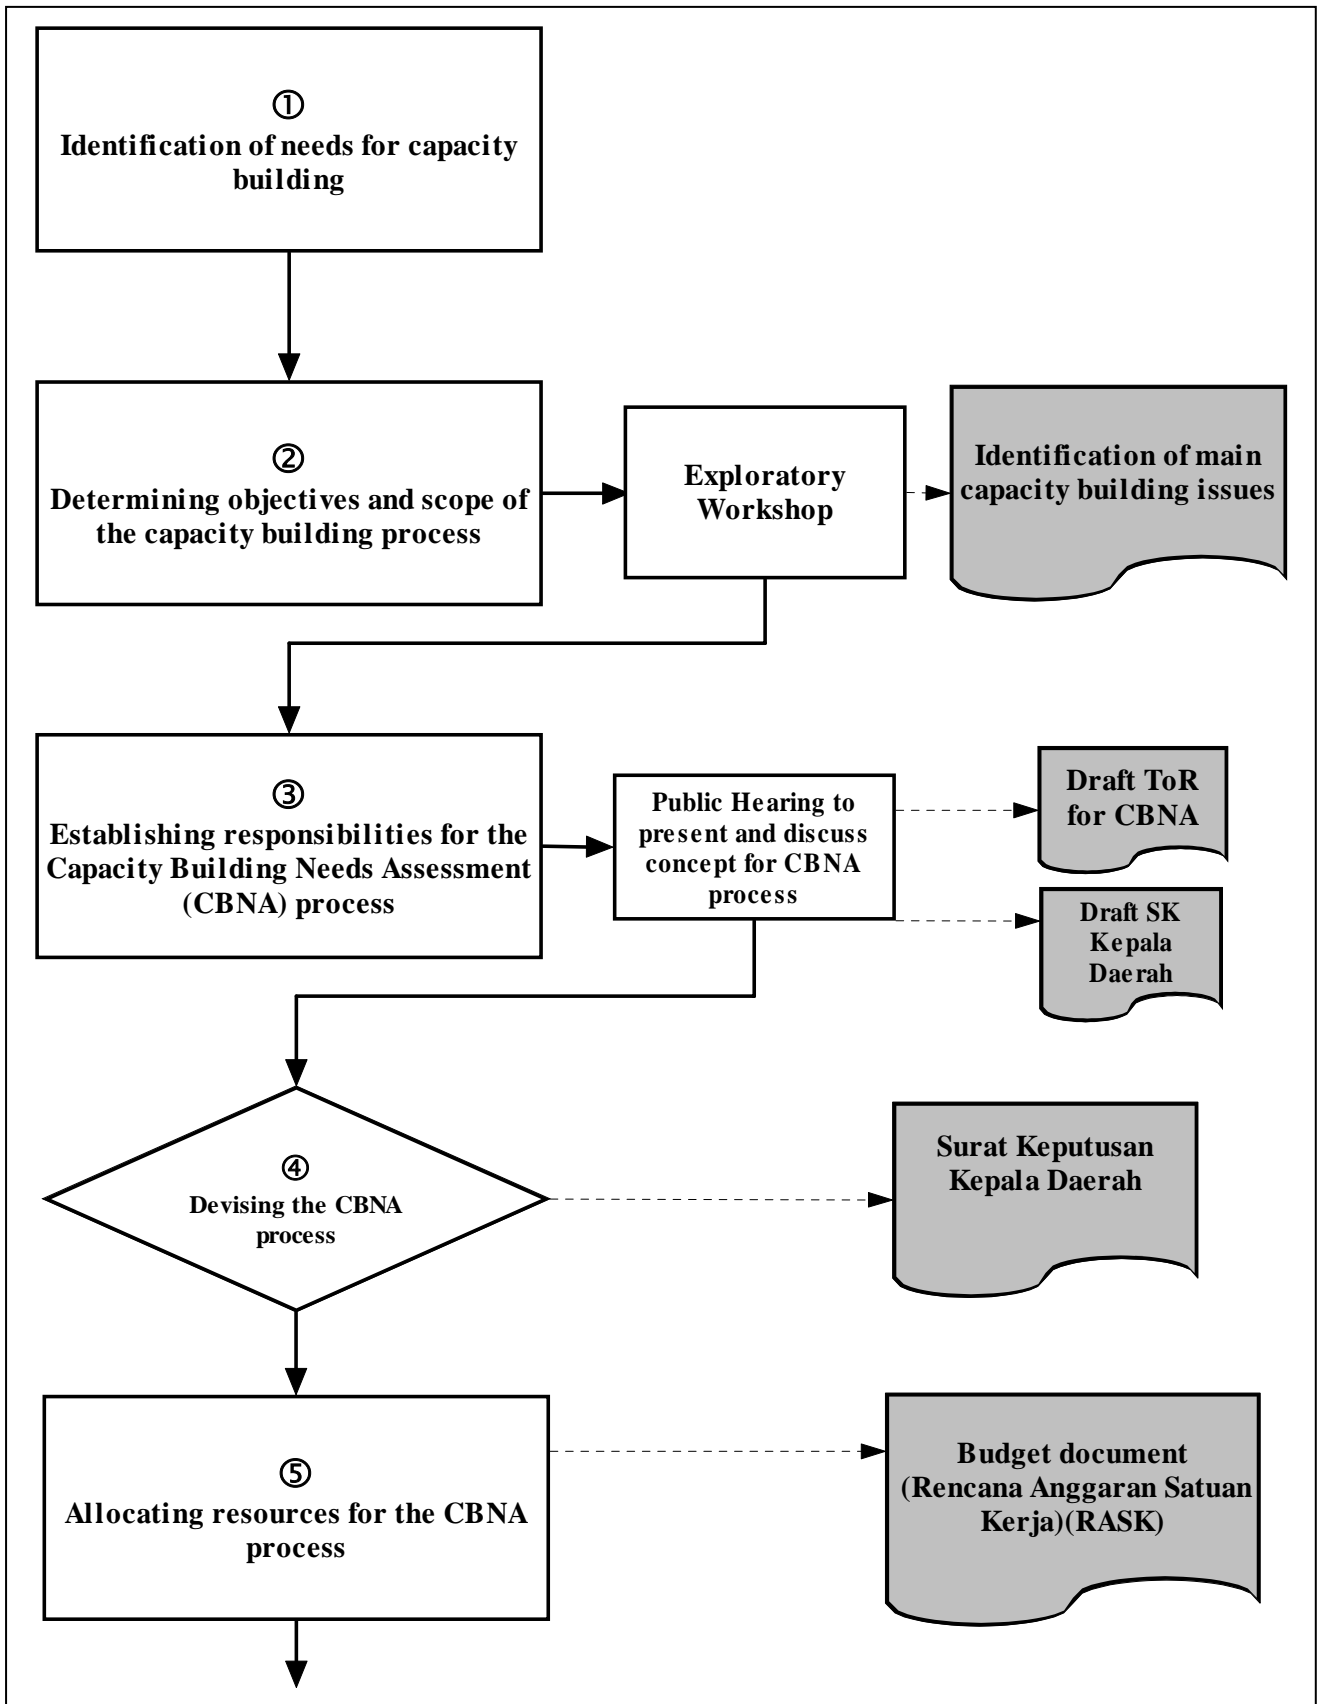 ①
Identification of needs for capacity
building
②
Determining objectives and scope of
the capacity building process
Exploratory
Workshop
Identification of main
capacity building issues
③
Establishing responsibilities for the
Capacity Building Needs Assessment
(CBNA) process
Public Hearing to
present and discuss
concept for CBNA
process
Draft ToR
for CBNA
Draft SK
Kepala
Daerah
④
Devising the CBNA
process
Surat Keputusan
Kepala Daerah
⑤
Allocating resources for the CBNA
process
Budget document
(Rencana Anggaran Satuan
Kerja)(RASK)